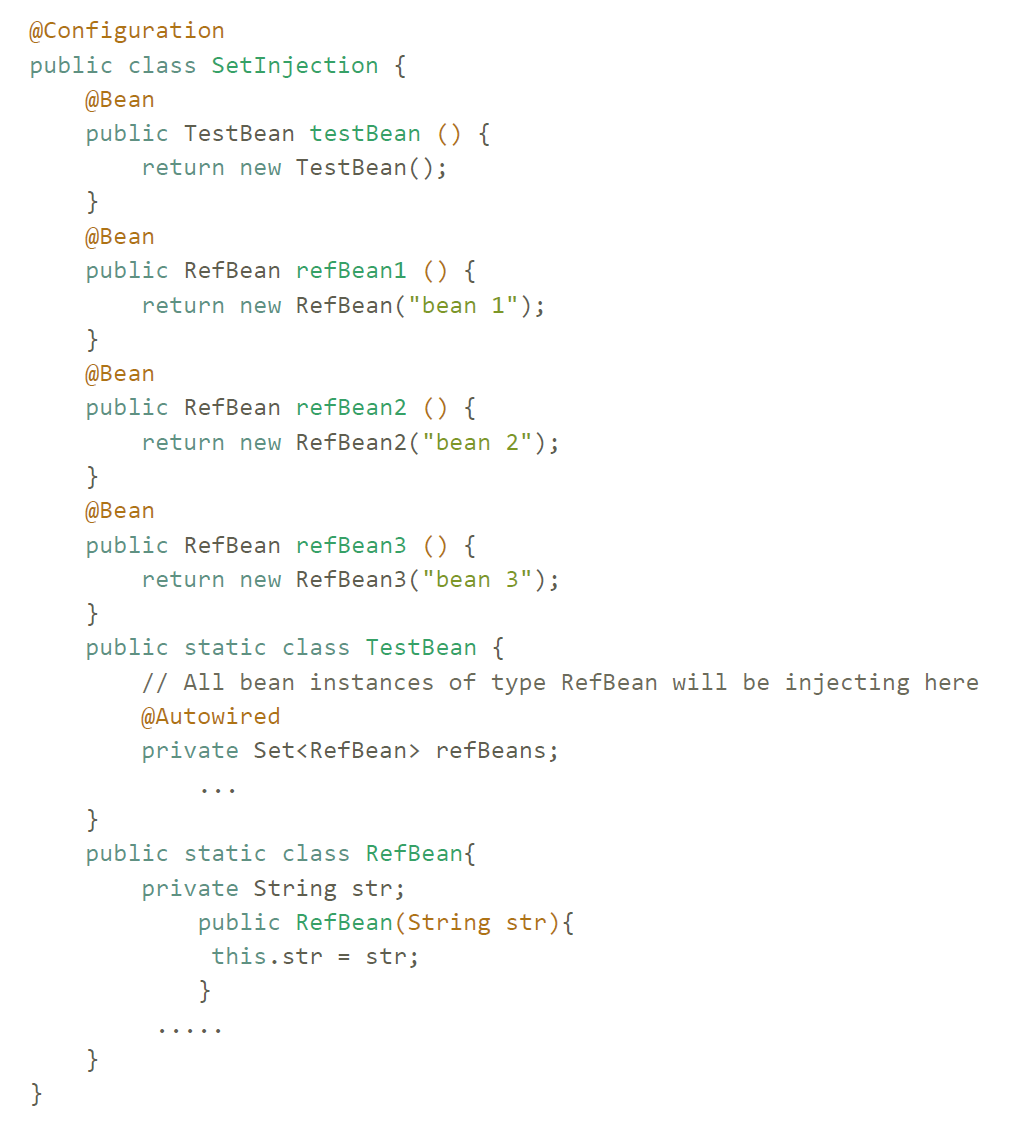 @Configuration
public class SetInjection {
    @Bean
    public TestBean testBean () {
        return new TestBean();
    }
    @Bean
    public RefBean refBean1 () {
        return new RefBean("bean 1");
    }
    @Bean
    public RefBean refBean2 () {
        return new RefBean2("bean 2");
    }
    @Bean
    public RefBean refBean3 () {
        return new RefBean3("bean 3");
    }
    public static class TestBean {
        // All bean instances of type RefBean will be injecting here
        @Autowired
        private Set<RefBean> refBeans;
            ...
    }
    public static class RefBean{
        private String str;
            public RefBean(String str){
             this.str = str;
            }
         .....
    }
}